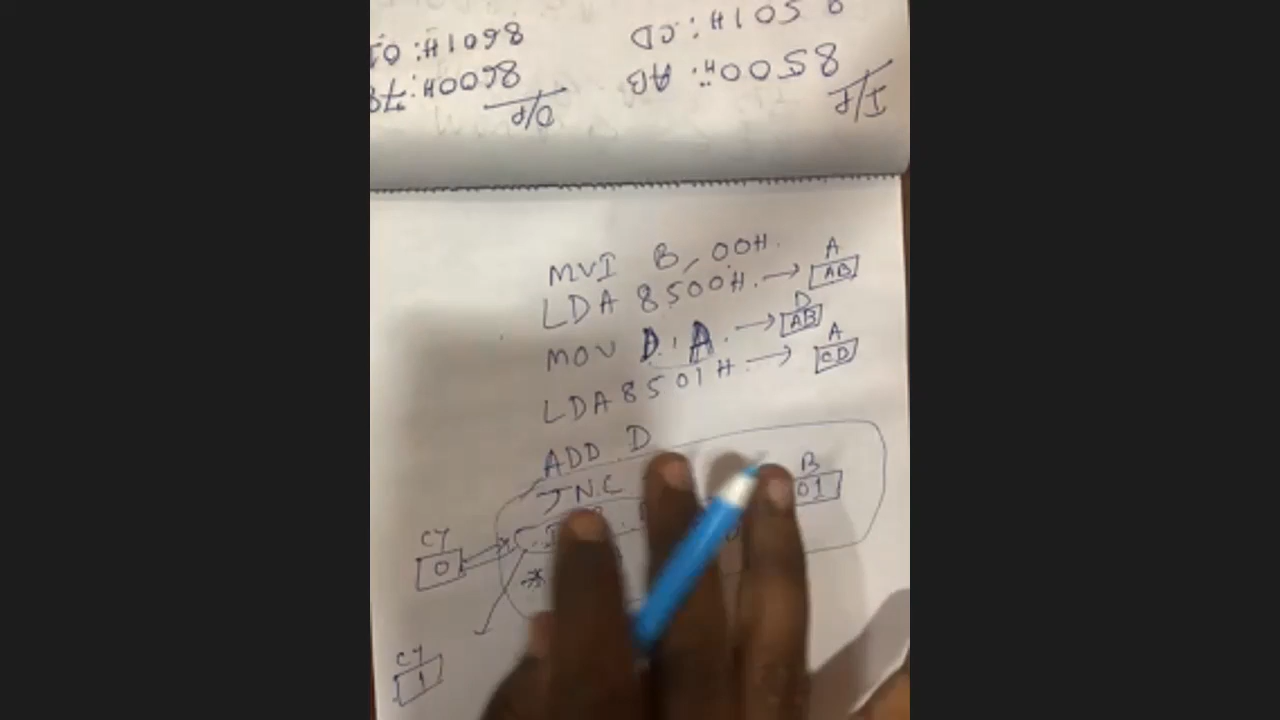 I/P
8500H: AB
8501H: CD
O/P
8600H: 78
8601H: 01
MVI B, 00H.
LDA 8500H. → A AB
MOV D, A. → D AB
LDA 8501H. → A CD
ADD D
JNC
B 01
CY 0
CY 1